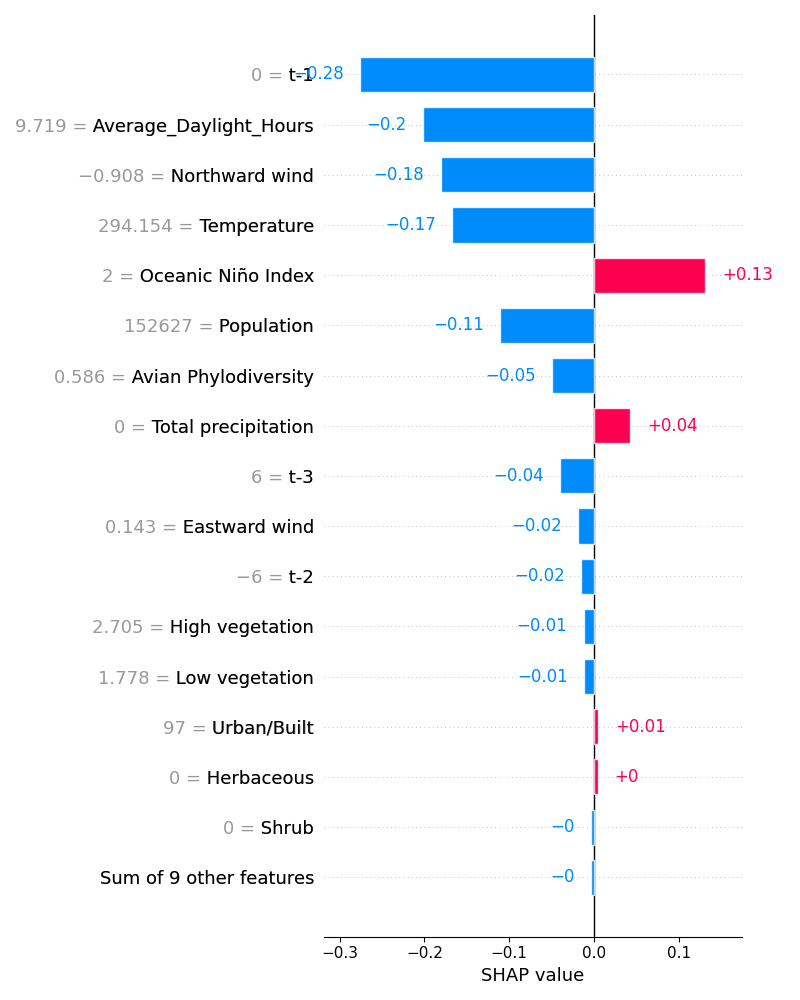 0 = t-1 −0.28
9.719 = Average_Daylight_Hours −0.2
−0.908 = Northward wind −0.18
294.154 = Temperature −0.17
2 = Oceanic Niño Index +0.13
152627 = Population −0.11
0.586 = Avian Phylodiversity −0.05
0 = Total precipitation +0.04
6 = t-3 −0.04
0.143 = Eastward wind −0.02
−6 = t-2 −0.02
2.705 = High vegetation −0.01
1.778 = Low vegetation −0.01
97 = Urban/Built +0.01
0 = Herbaceous +0
0 = Shrub −0
Sum of 9 other features −0
−0.3 −0.2 −0.1 0.0 0.1
SHAP value